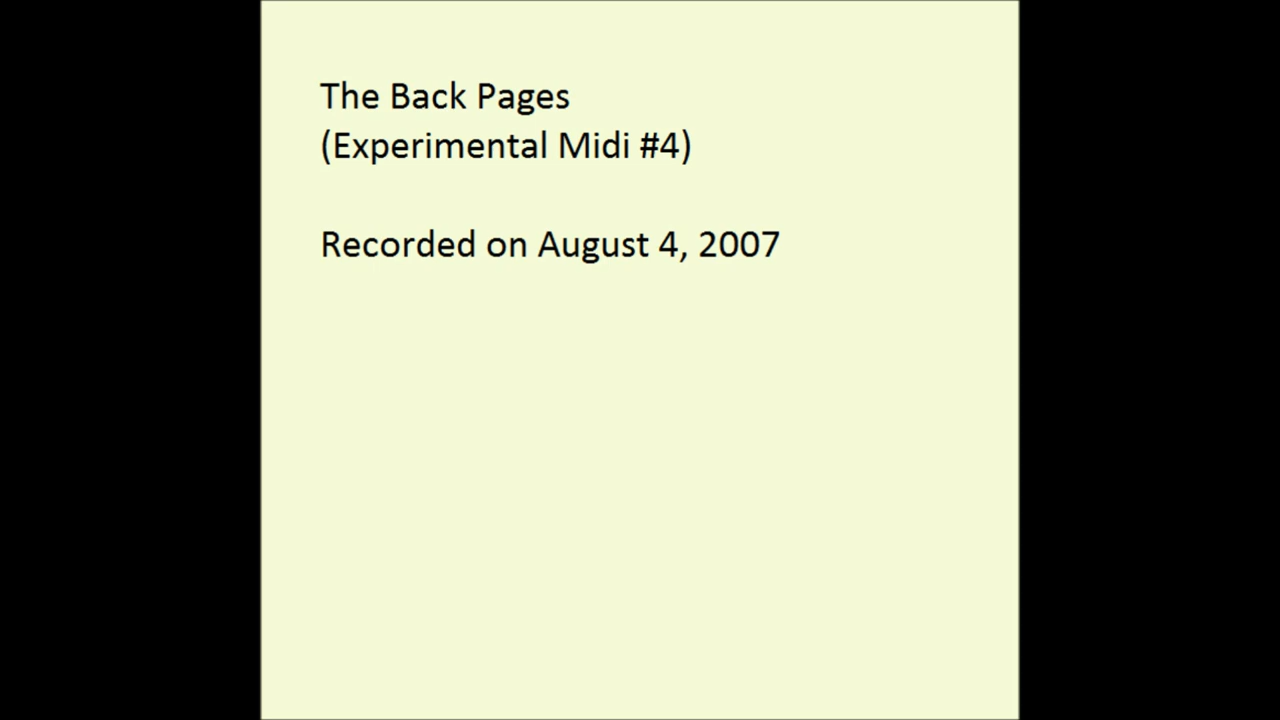 The Back Pages
(Experimental Midi #4)
Recorded on August 4, 2007